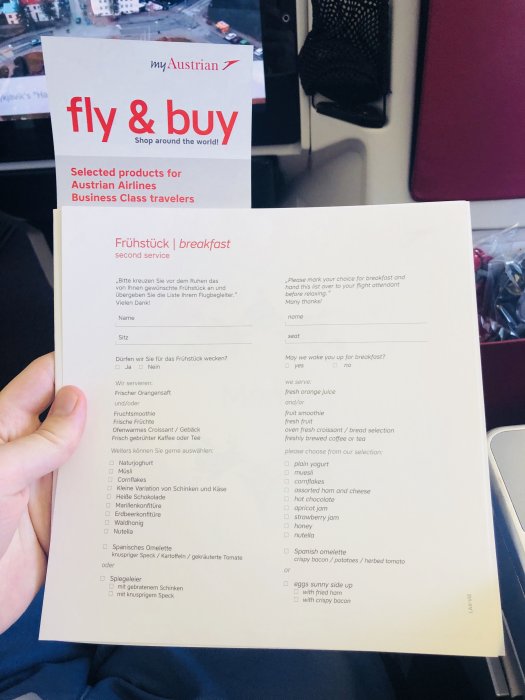 myAustrian
fly & buy
Shop around the world!
Selected products for
Austrian Airlines
Business Class travelers
Frühstück | breakfast
second service
„Bitte kreuzen Sie vor dem Ruhen das
von Ihnen gewünschte Frühstück an und
übergeben Sie die Liste Ihrem Flugbegleiter.“
Vielen Dank!
Name
Sitz
Dürfen wir Sie für das Frühstück wecken?
Ja Nein
Wir servieren:
Frischer Orangensaft
und/oder
Fruchtsmoothie
Frische Früchte
Ofenwarmes Croissant / Gebäck
Frisch gebrühter Kaffee oder Tee
Weiters können Sie gerne auswählen:
Naturjoghurt
Müsli
Cornflakes
Kleine Variation von Schinken und Käse
Heiße Schokolade
Marillenkonfitüre
Erdbeerkonfitüre
Waldhonig
Nutella
Spanisches Omelette
knuspriger Speck / Kartoffeln / gekräuterte Tomate
oder
Spiegeleier
mit gebratenem Schinken
mit knusprigem Speck
„Please mark your choice for breakfast and
hand this list over to your flight attendant
before relaxing.“
Many thanks!
name
seat
May we wake you up for breakfast?
yes no
we serve:
fresh orange juice
and/or
fruit smoothie
fresh fruit
oven fresh croissant / bread selection
freshly brewed coffee or tea
please choose from our selection:
plain yogurt
muesli
cornflakes
assorted ham and cheese
hot chocolate
apricot jam
strawberry jam
honey
nutella
Spanish omelette
crispy bacon / potatoes / herbed tomato
or
eggs sunny side up
with fried ham
with crispy bacon